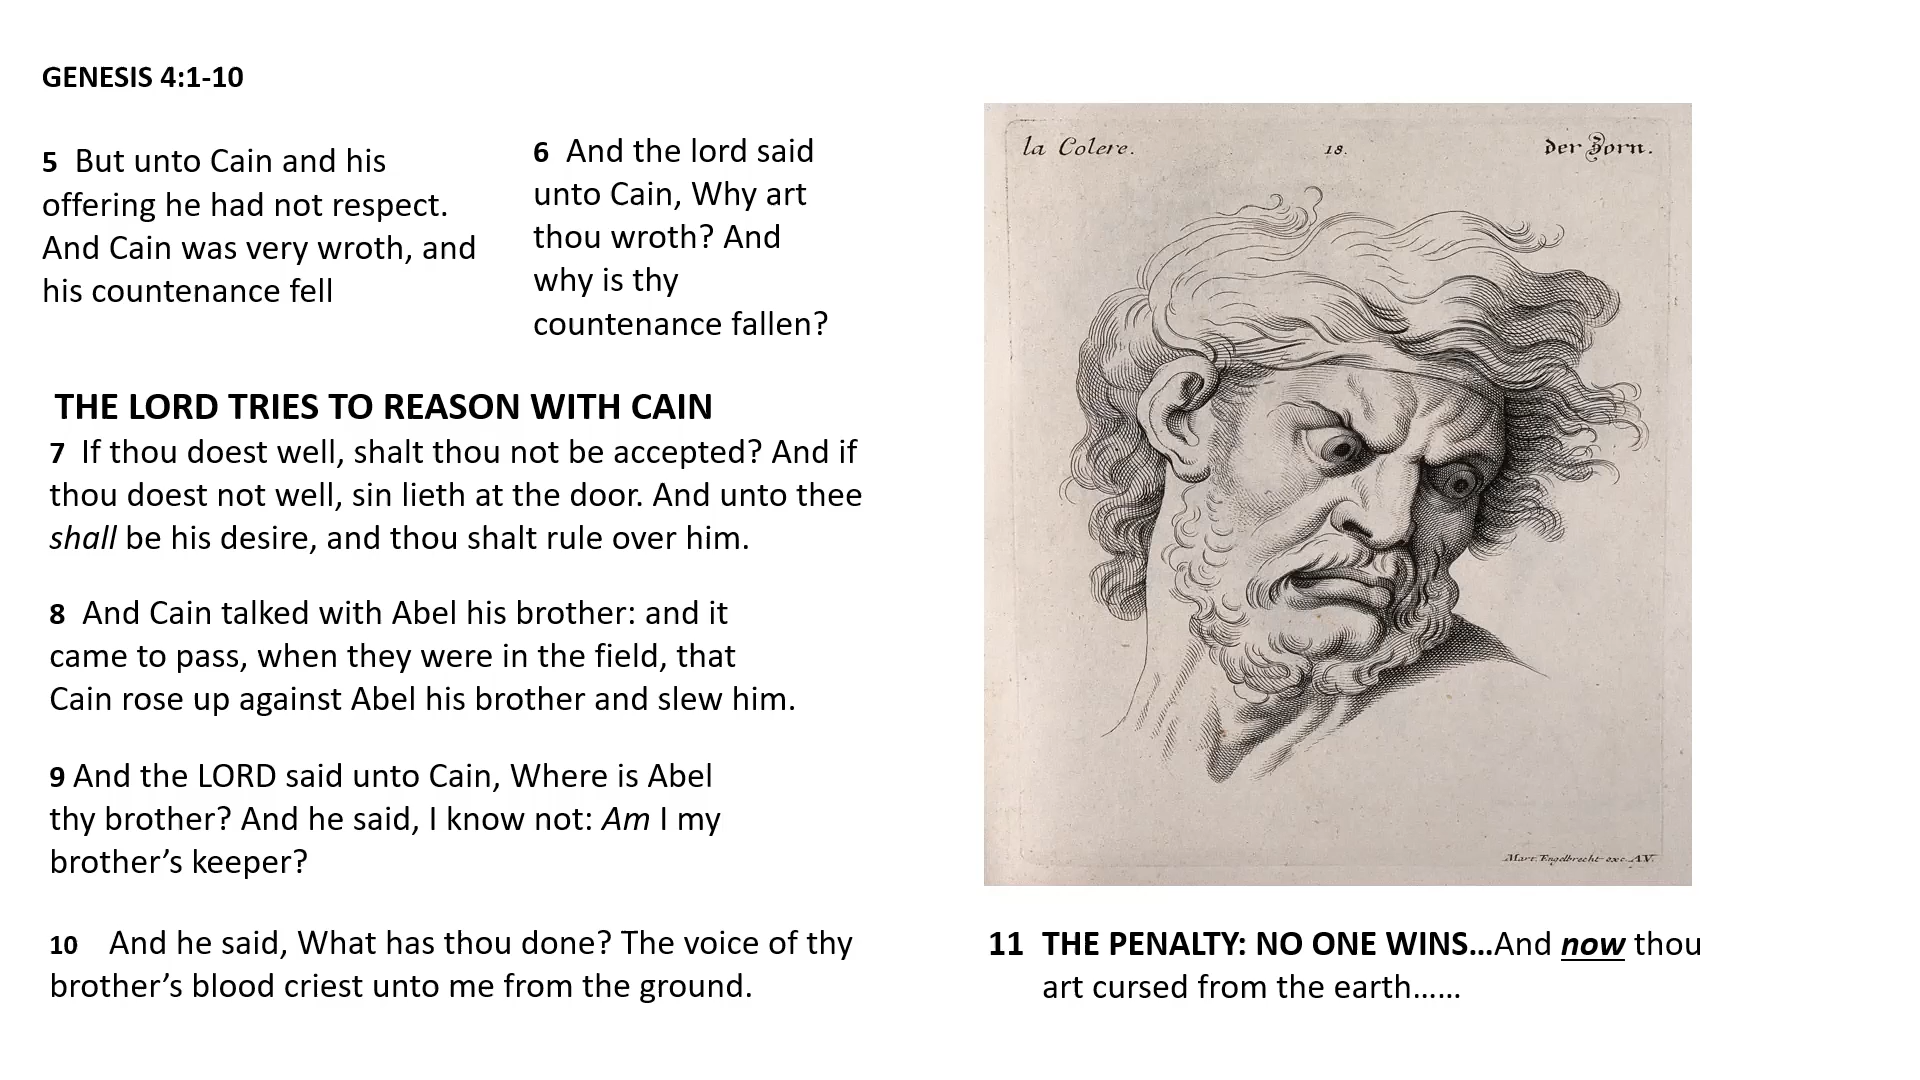 GENESIS 4:1-10
5 But unto Cain and his
offering he had not respect.
And Cain was very wroth, and
his countenance fell
6 And the lord said
unto Cain, Why art
thou wroth? And
why is thy
countenance fallen?
THE LORD TRIES TO REASON WITH CAIN
7 If thou doest well, shalt thou not be accepted? And if
thou doest not well, sin lieth at the door. And unto thee
shall be his desire, and thou shalt rule over him.
8 And Cain talked with Abel his brother: and it
came to pass, when they were in the field, that
Cain rose up against Abel his brother and slew him.
9 And the LORD said unto Cain, Where is Abel
thy brother? And he said, I know not: Am I my
brother’s keeper?
10 And he said, What has thou done? The voice of thy
brother’s blood criest unto me from the ground.
la Colere.
18.
der Zorn.
Mart. Engelbrecht exc. A.V.
11 THE PENALTY: NO ONE WINS…And now thou
art cursed from the earth……